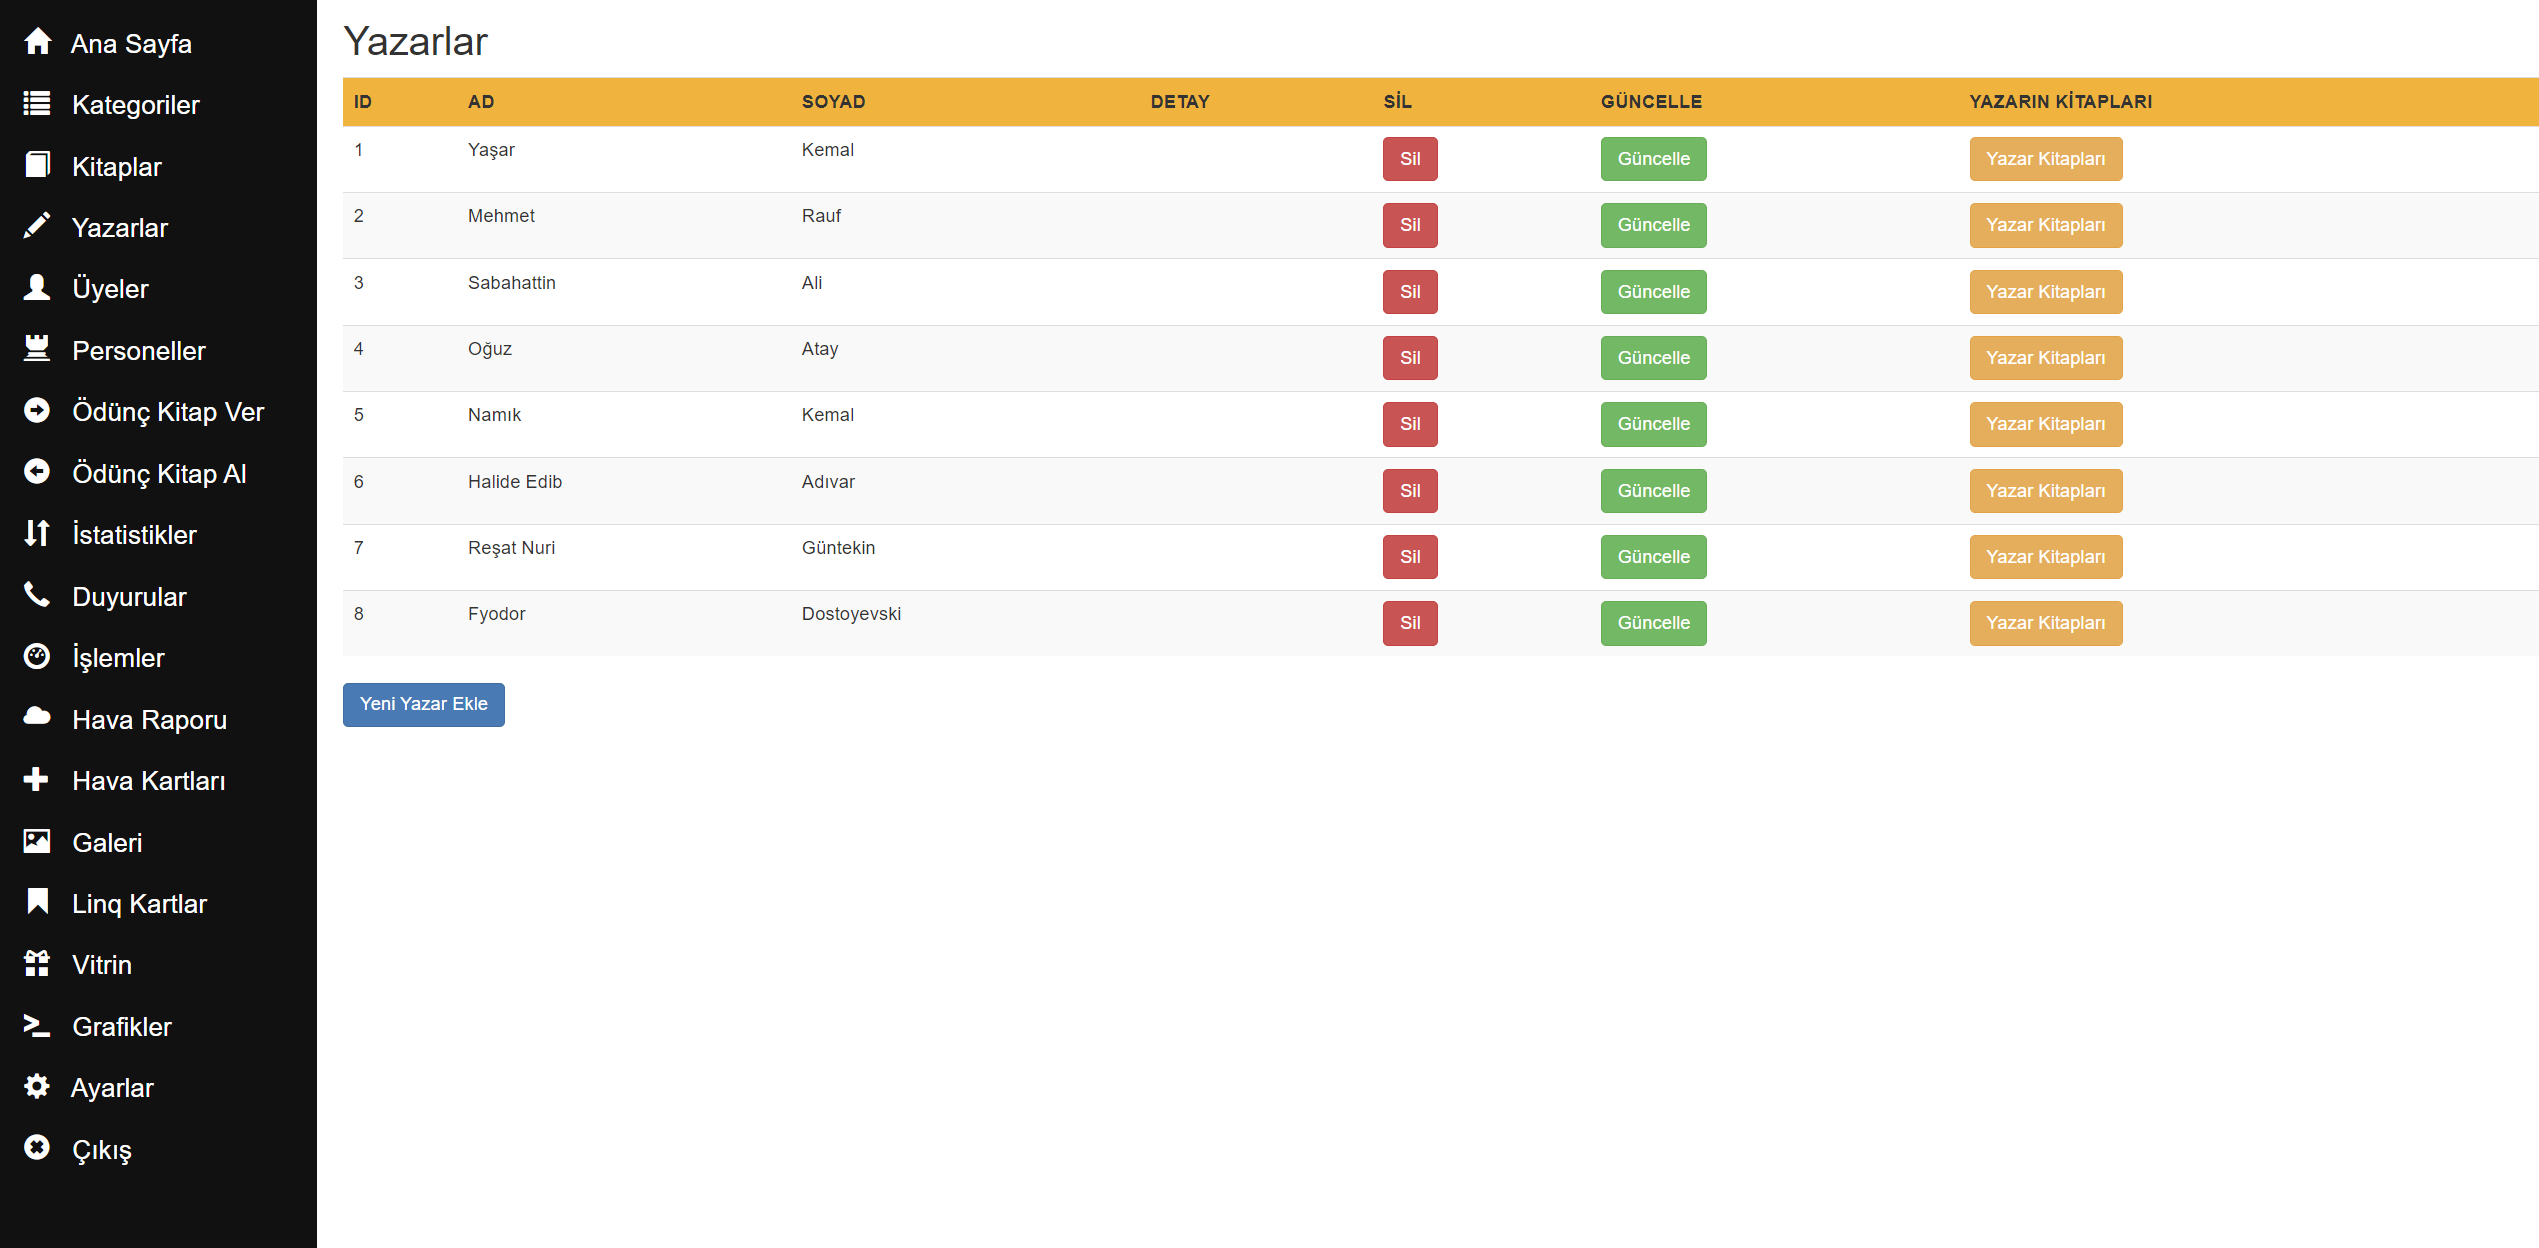 Ana Sayfa
Kategoriler
Kitaplar
Yazarlar
Üyeler
Personeller
Ödünç Kitap Ver
Ödünç Kitap Al
İstatistikler
Duyurular
İşlemler
Hava Raporu
Hava Kartları
Galeri
Linq Kartlar
Vitrin
Grafikler
Ayarlar
Çıkış
Yazarlar
ID AD SOYAD DETAY SİL GÜNCELLE YAZARIN KİTAPLARI
1 Yaşar Kemal Sil Güncelle Yazar Kitapları
2 Mehmet Rauf Sil Güncelle Yazar Kitapları
3 Sabahattin Ali Sil Güncelle Yazar Kitapları
4 Oğuz Atay Sil Güncelle Yazar Kitapları
5 Namık Kemal Sil Güncelle Yazar Kitapları
6 Halide Edib Adıvar Sil Güncelle Yazar Kitapları
7 Reşat Nuri Güntekin Sil Güncelle Yazar Kitapları
8 Fyodor Dostoyevski Sil Güncelle Yazar Kitapları
Yeni Yazar Ekle